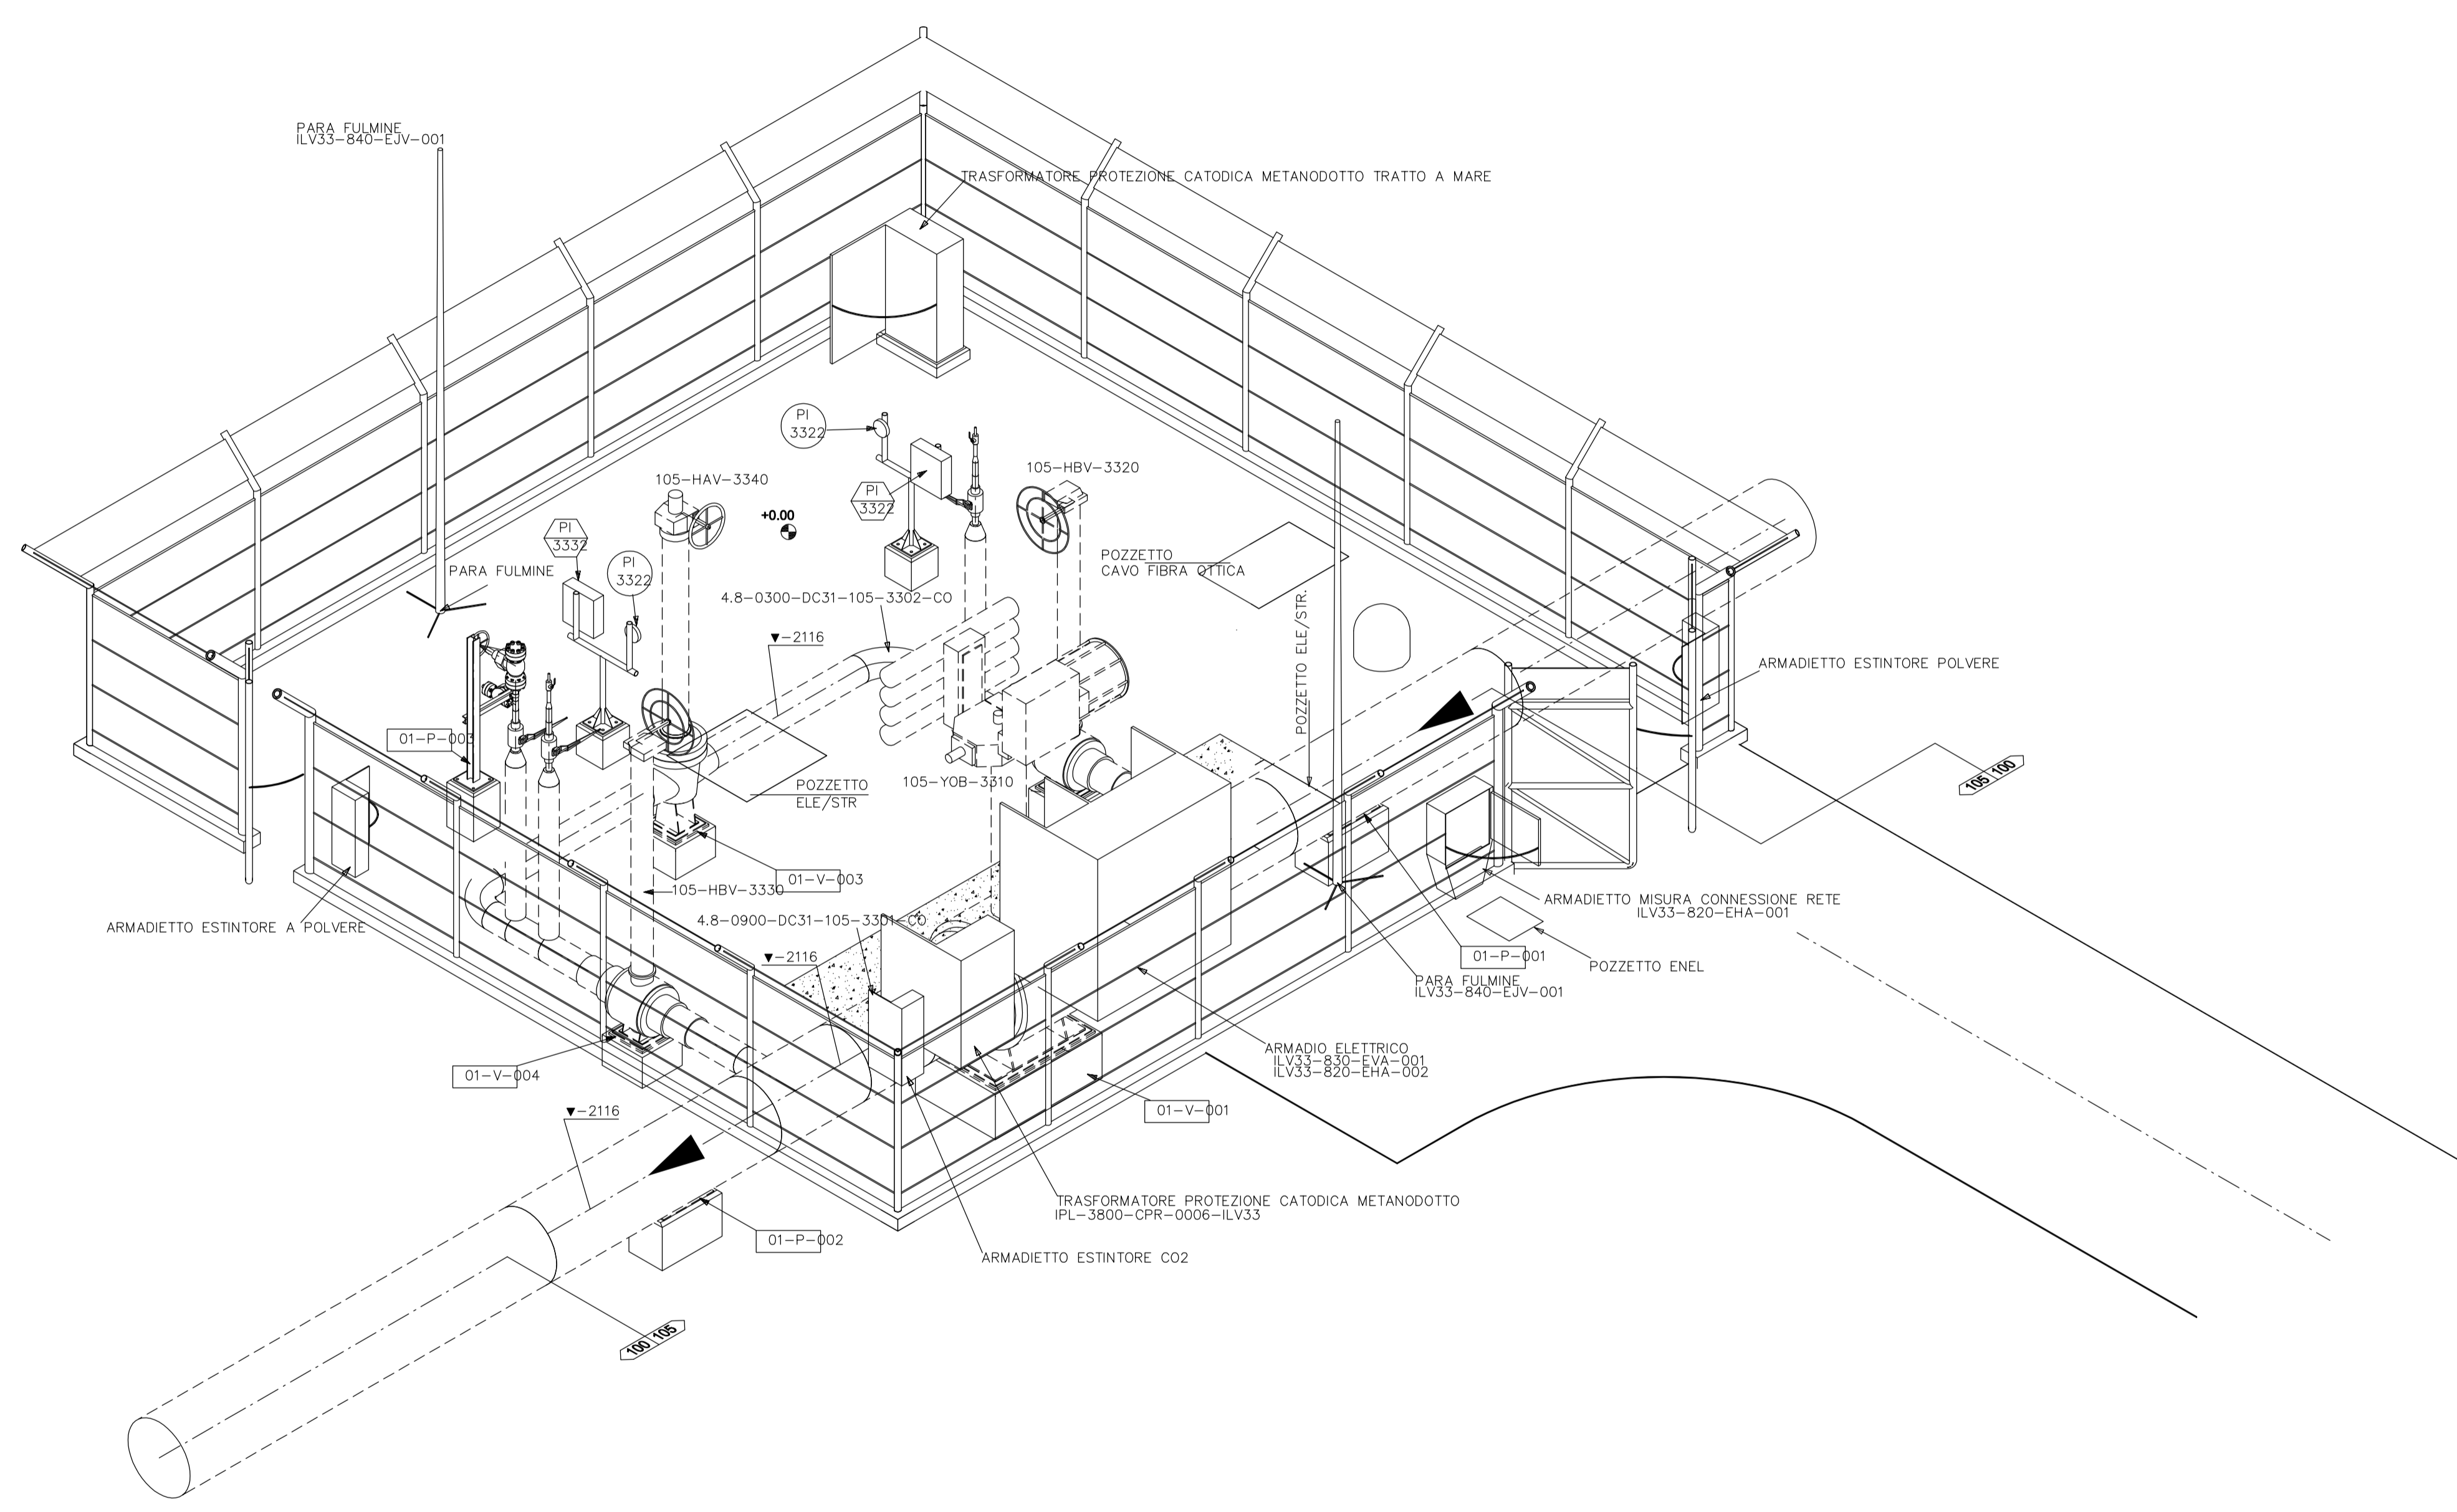 PARA FULMINE
ILV33-840-EJV-001
TRASFORMATORE PROTEZIONE CATODICA METANODOTTO TRATTO A MARE
PI
3322
105-HAV-3340
105-HBV-3320
PI
3322
+0.00
PI
3332
PI
3322
PARA FULMINE
POZZETTO
CAVO FIBRA OTTICA
4.8-0300-DC31-105-3302-CO
▼-2116
POZZETTO ELE/STR.
ARMADIETTO ESTINTORE POLVERE
01-P-003
105-YOB-3310
POZZETTO
ELE/STR
105 100
01-V-003
105-HBV-3330
ARMADIETTO MISURA CONNESSIONE RETE
ILV33-820-EHA-001
4.8-0900-DC31-105-3301-CO
ARMADIETTO ESTINTORE A POLVERE
▼-2116
01-P-001
POZZETTO ENEL
PARA FULMINE
ILV33-840-EJV-001
ARMADIO ELETTRICO
ILV33-830-EVA-001
ILV33-820-EHA-002
01-V-004
▼-2116
01-V-001
TRASFORMATORE PROTEZIONE CATODICA METANODOTTO
IPL-3800-CPR-0006-ILV33
01-P-002
ARMADIETTO ESTINTORE CO2
100 105